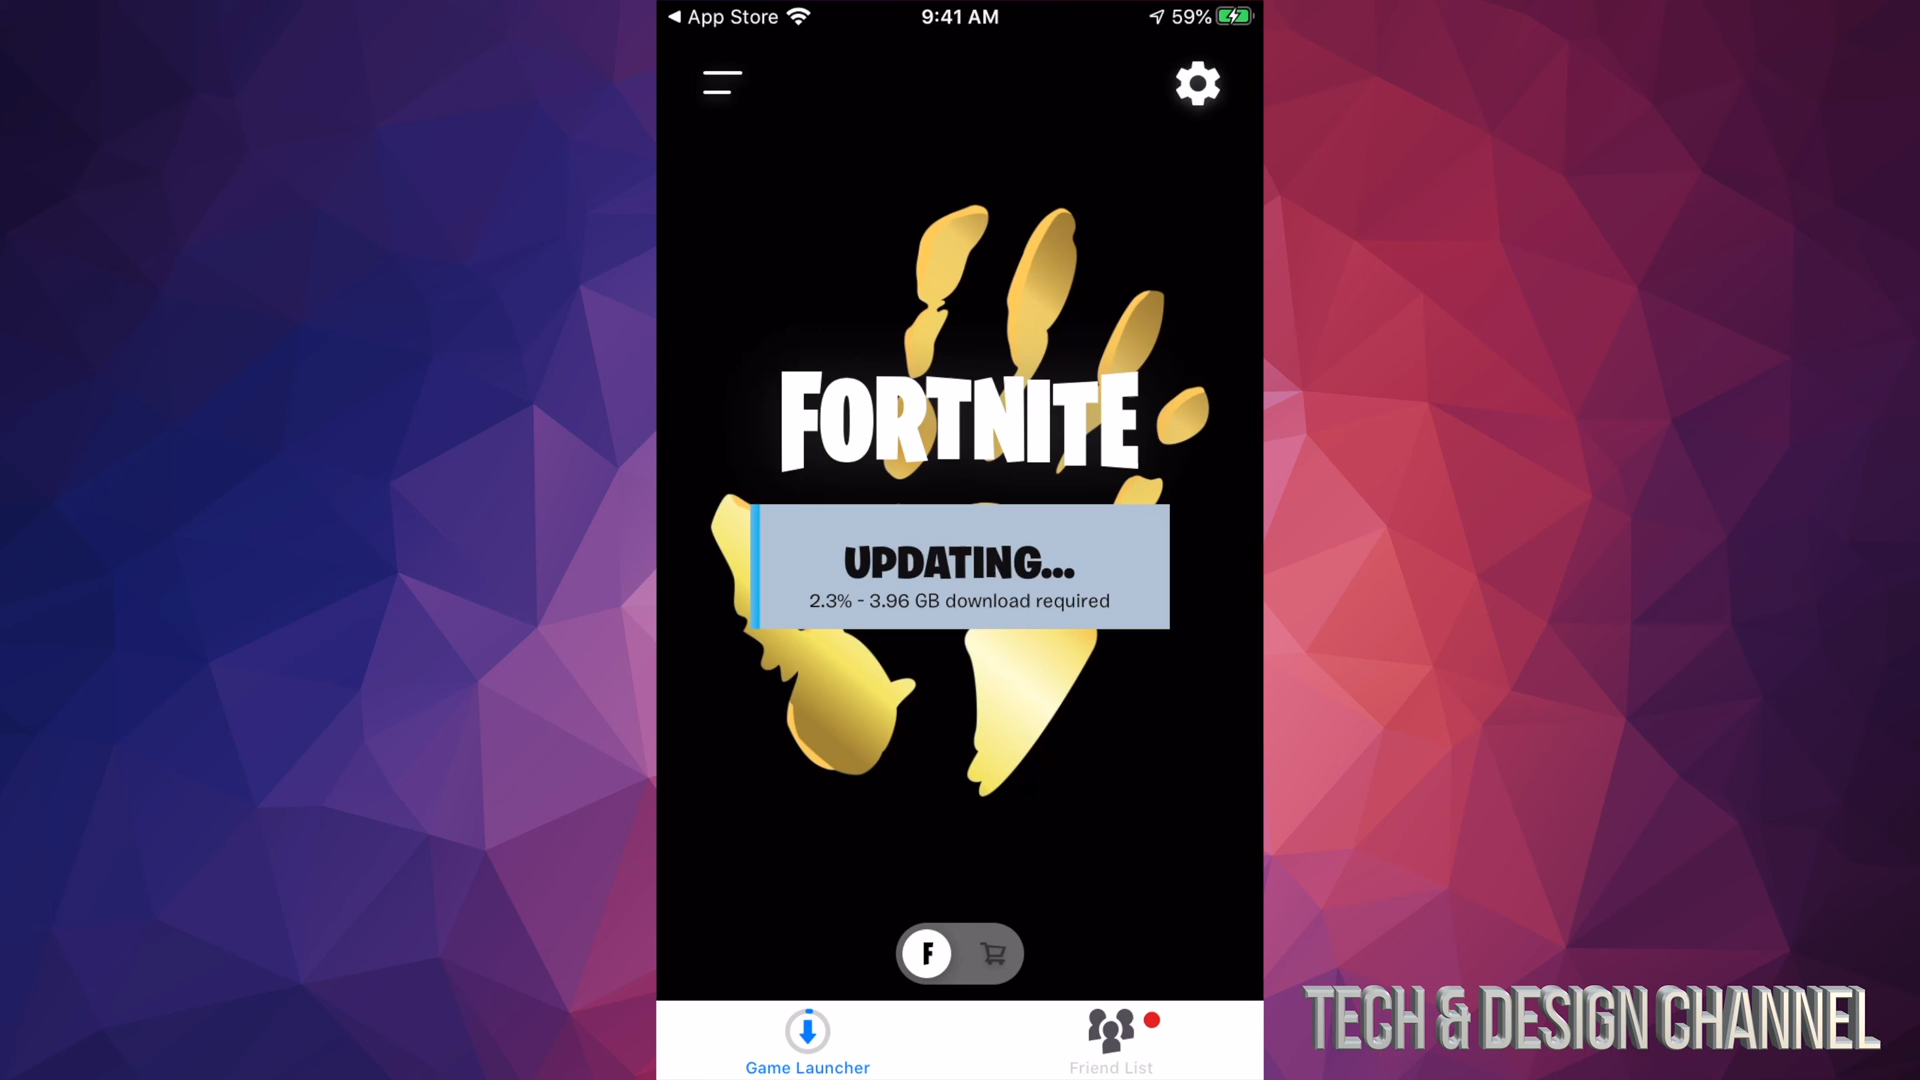 App Store
9:41 AM
59%
FORTNITE
UPDATING...
2.3% - 3.96 GB download required
F
Game Launcher
Friend List
TECH & DESIGN CHANNEL